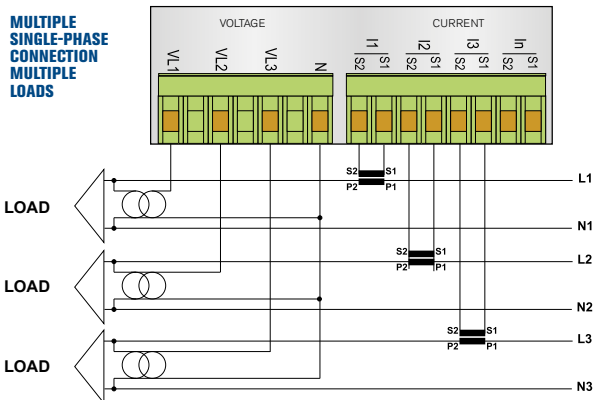 MULTIPLE
SINGLE-PHASE
CONNECTION
MULTIPLE
LOADS
VOLTAGE
CURRENT
VL1
VL2
VL3
N
I1
I2
I3
In
S2 S1 S2 S1 S2 S1 S2 S1
S2 S1
P2 P1
L1
LOAD
N1
S2 S1
P2 P1
L2
LOAD
N2
S2 S1
P2 P1
L3
LOAD
N3